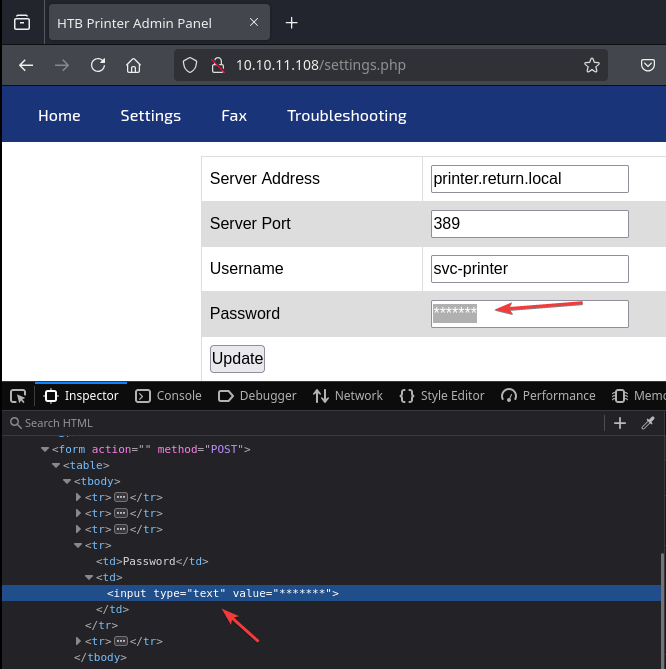 HTB Printer Admin Panel
10.10.11.108/settings.php
Home Settings Fax Troubleshooting
Server Address printer.return.local
Server Port 389
Username svc-printer
Password *******
Update
Inspector Console Debugger Network Style Editor Performance Memo
Search HTML
<form action="" method="POST">
<table>
<tbody>
<tr> </tr>
<tr> </tr>
<tr> </tr>
<tr>
<td>Password</td>
<td>
<input type="text" value="*******">
</td>
</tr>
<tr> </tr>
</tbody>